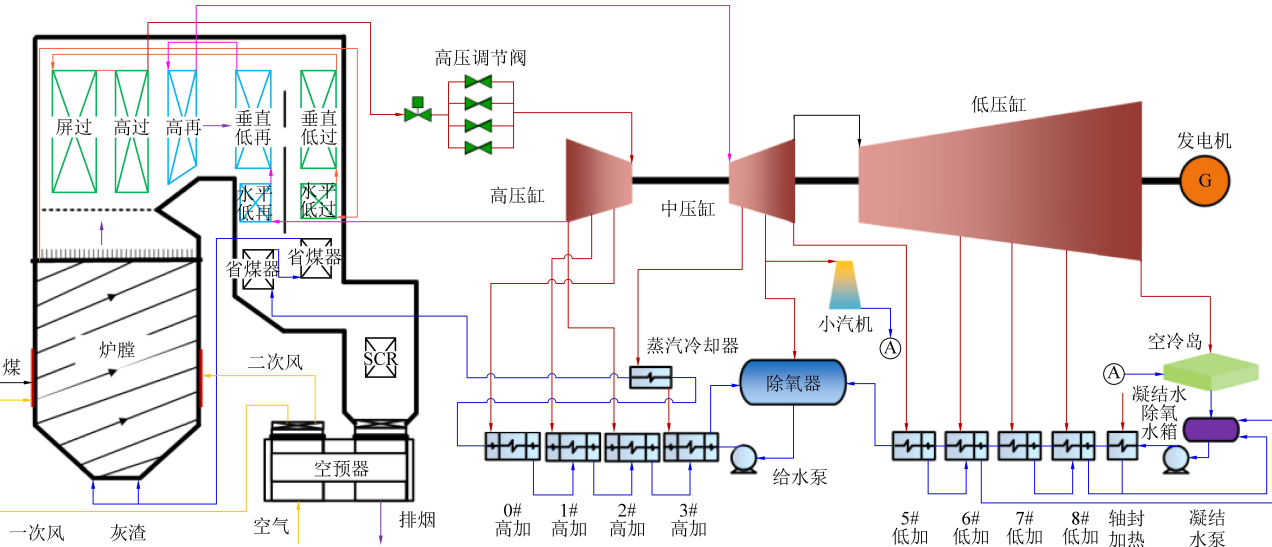 高压调节阀
低压缸
发电机
G
屏过
高过
高再
垂直
低再
垂直
低过
水平
低再
水平
低过
高压缸
中压缸
省煤器
省煤器
小汽机
A
炉膛
煤
二次风
SCR
蒸汽冷却器
除氧器
空冷岛
A
凝结水
除氧
水箱
空预器
给水泵
一次风
灰渣
空气
排烟
0#
高加
1#
高加
2#
高加
3#
高加
5#
低加
6#
低加
7#
低加
8#
低加
轴封
加热
凝结
水泵